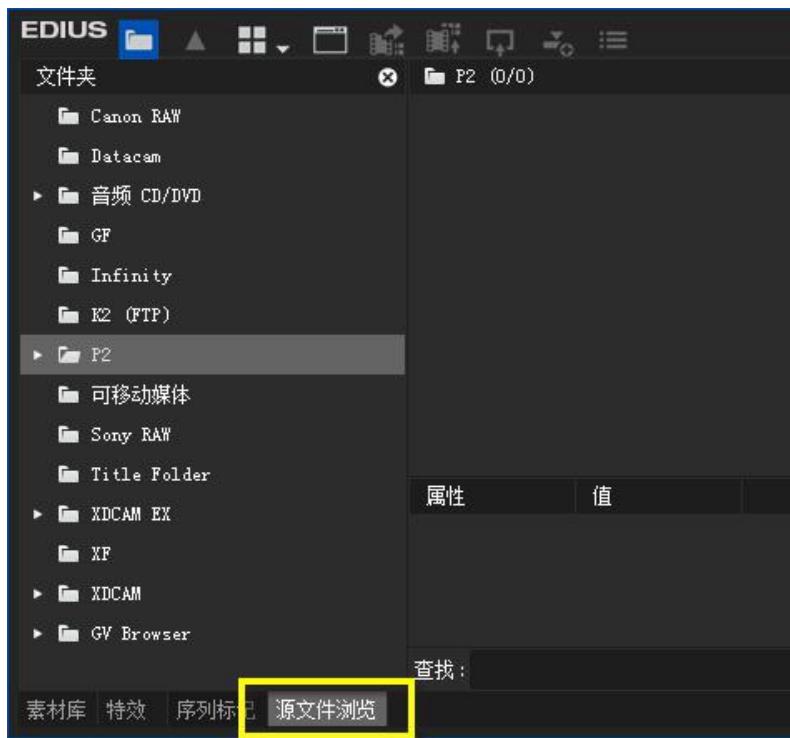 EDIUS
文件夹
P2 (0/0)
Canon RAW
Datacam
音频 CD/DVD
GF
Infinity
K2 (FTP)
P2
可移动媒体
Sony RAW
Title Folder
XDCAM EX
XF
XDCAM
GV Browser
属性 值
查找:
素材库 特效 序列标记 源文件浏览